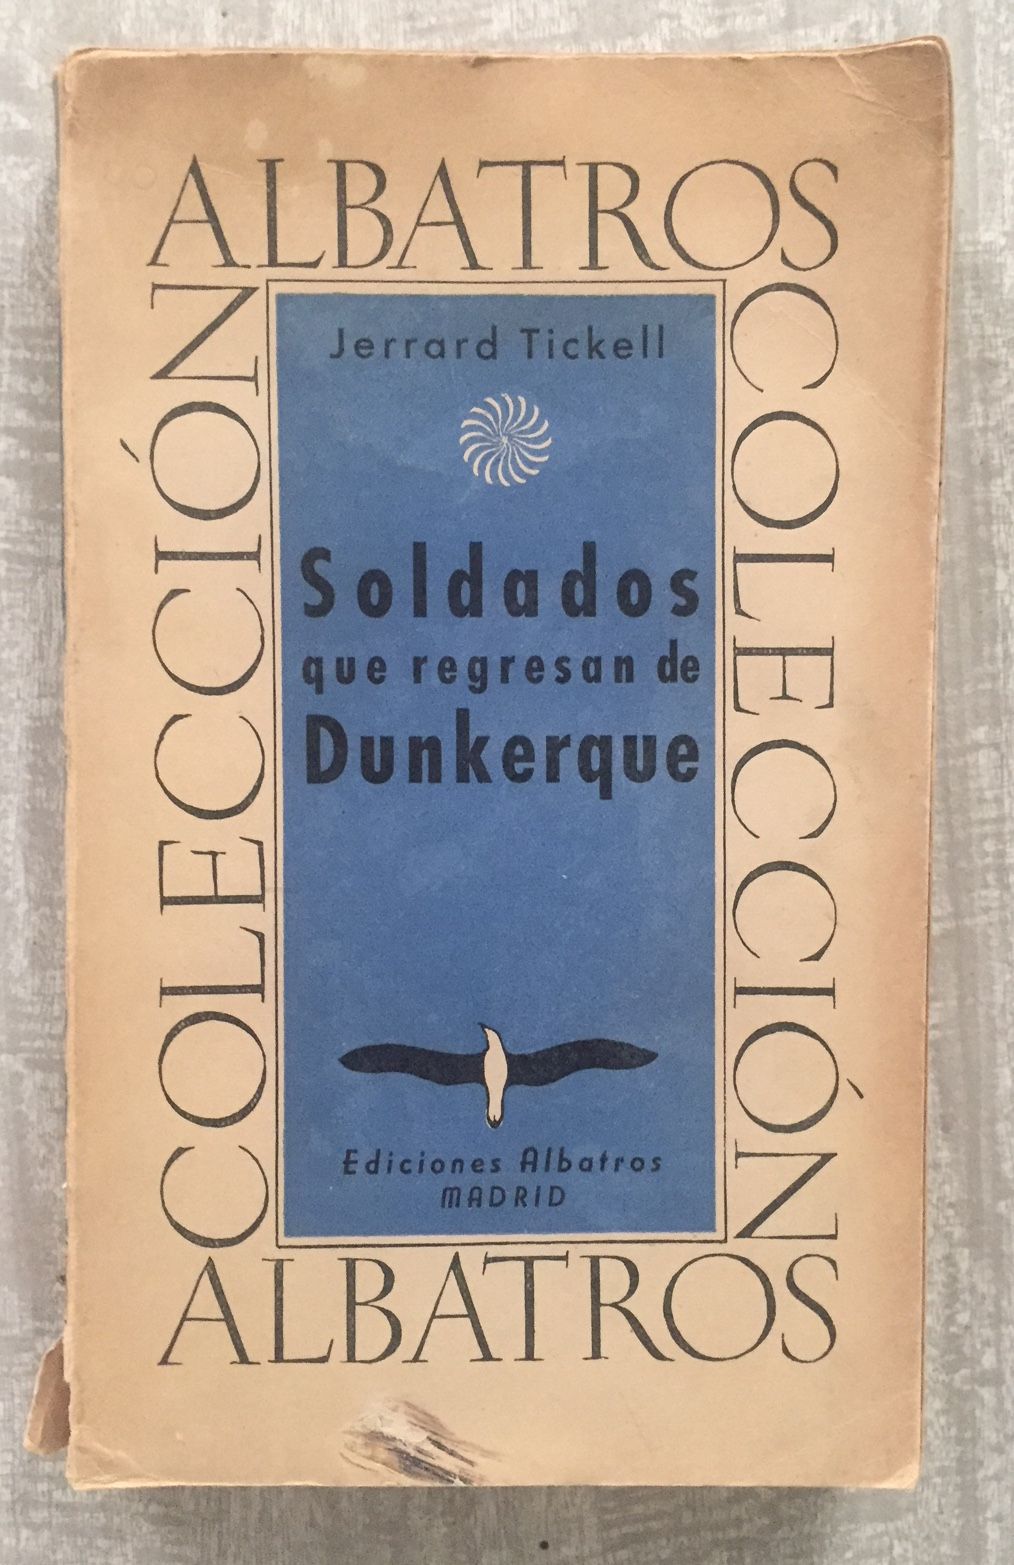 ALBATROS
COLECCIÓN
COLECCIÓN
Jerrard Tickell
Soldados
que regresan de
Dunkerque
Ediciones Albatros
MADRID
ALBATROS